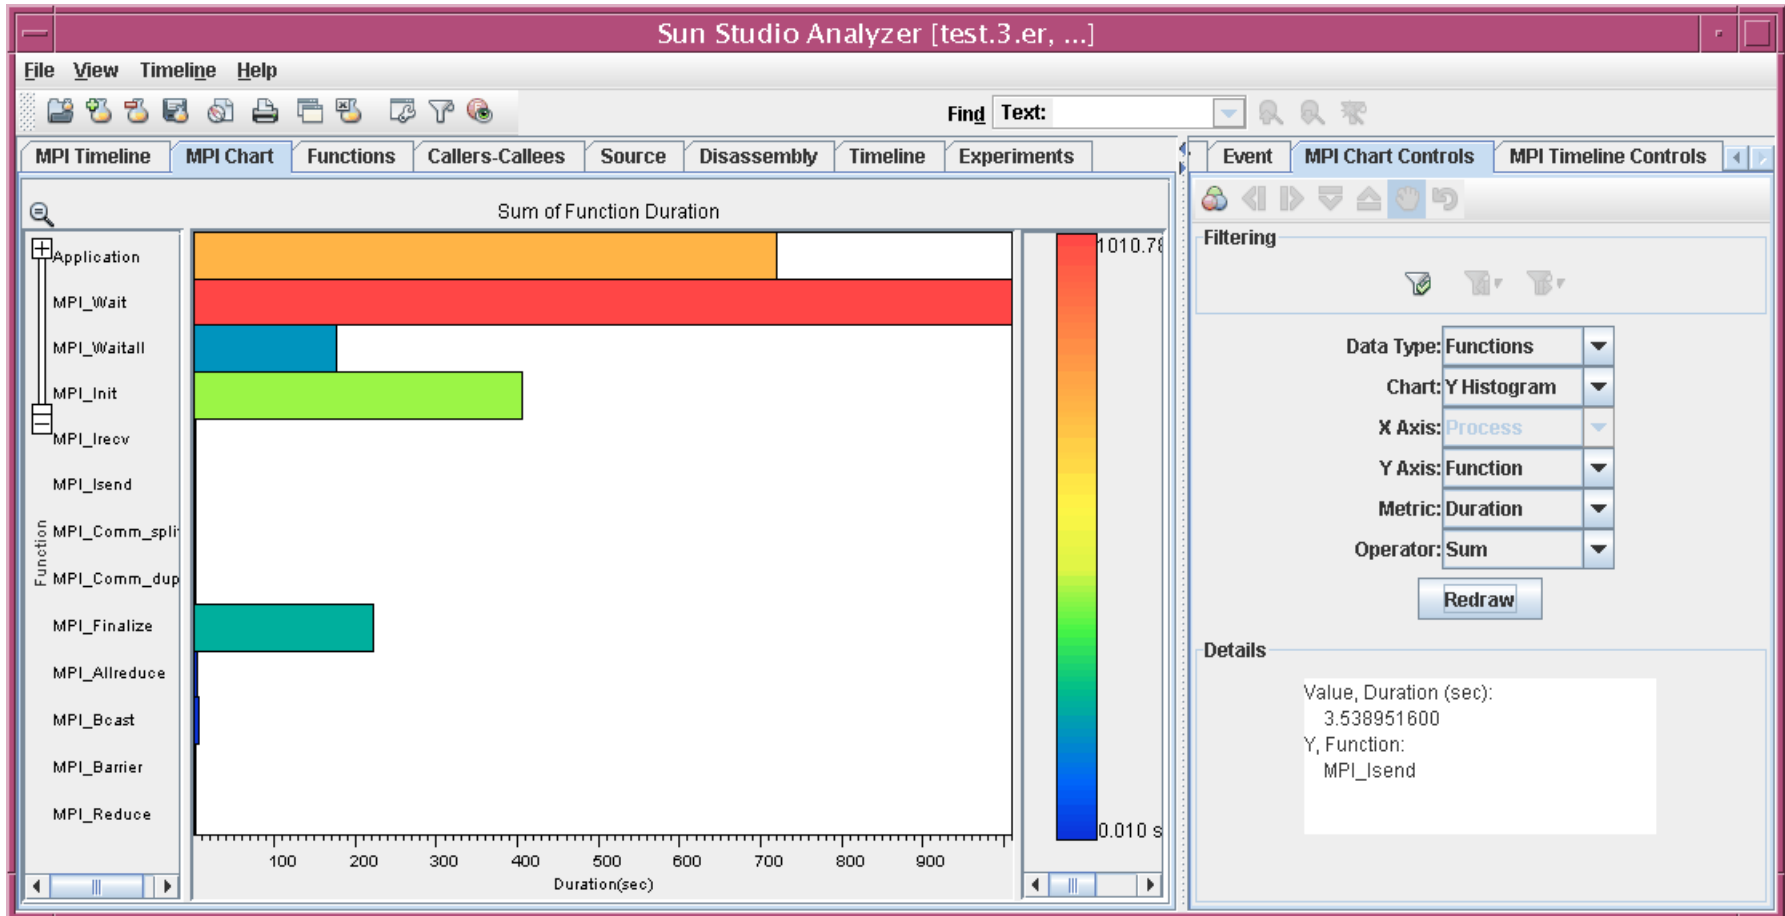 Sun Studio Analyzer [test.3.er, ...]
File View Timeline Help
Find Text:
MPI Timeline MPI Chart Functions Callers-Callees Source Disassembly Timeline Experiments
Event MPI Chart Controls MPI Timeline Controls
Sum of Function Duration
Application
MPI_Wait
MPI_Waitall
MPI_Init
MPI_Irecv
MPI_Isend
MPI_Comm_spli
MPI_Comm_dup
MPI_Finalize
MPI_Allreduce
MPI_Bcast
MPI_Barrier
MPI_Reduce
Function
100 200 300 400 500 600 700 800 900
Duration(sec)
1010.78
0.010 s
Filtering
Data Type: Functions
Chart: Y Histogram
X Axis: Process
Y Axis: Function
Metric: Duration
Operator: Sum
Redraw
Details
Value, Duration (sec):
3.538951600
Y, Function:
MPI_Isend